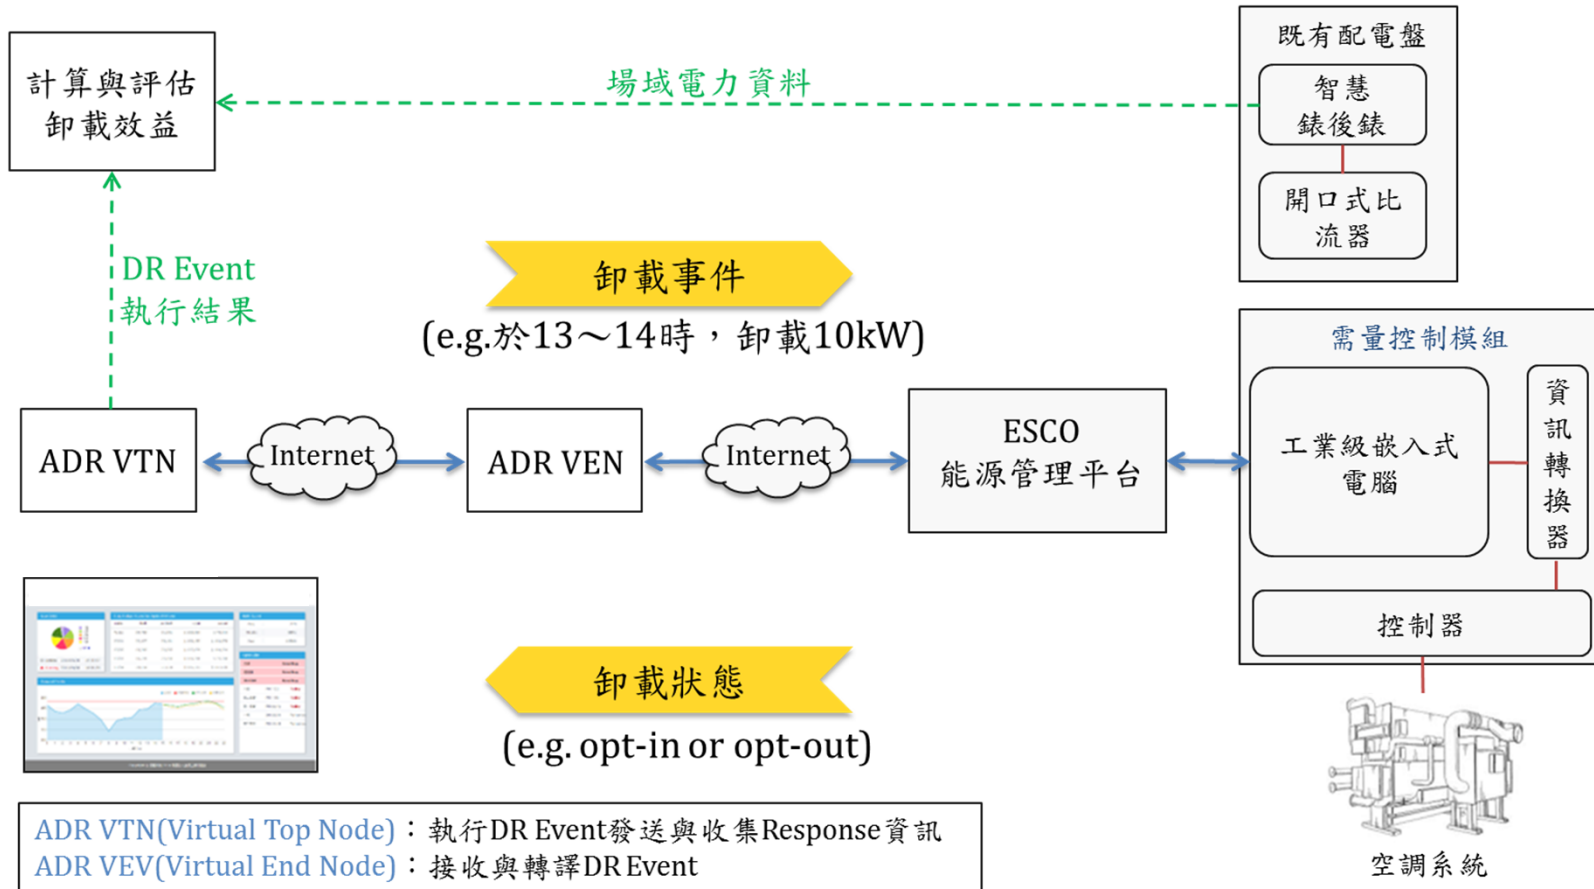 計算與評估
卸載效益
場域電力資料
既有配電盤
智慧
錶後錶
開口式比
流器
DR Event
執行結果
卸載事件
(e.g.於13～14時，卸載10kW)
ADR VTN
Internet
ADR VEN
Internet
ESCO
能源管理平台
需量控制模組
工業級嵌入式
電腦
資
訊
轉
換
器
控制器
空調系統
卸載狀態
(e.g. opt-in or opt-out)
ADR VTN(Virtual Top Node)：執行DR Event發送與收集Response資訊
ADR VEV(Virtual End Node)：接收與轉譯DR Event